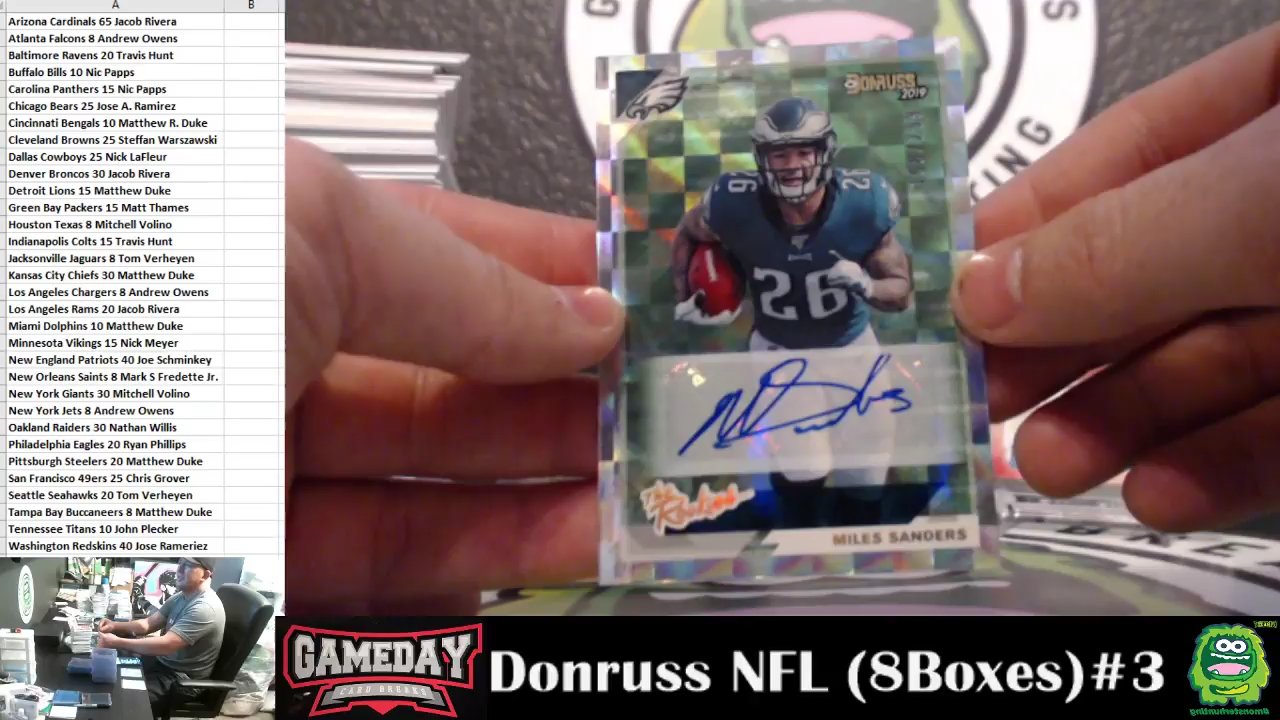 A B
Arizona Cardinals 65 Jacob Rivera
Atlanta Falcons 8 Andrew Owens
Baltimore Ravens 20 Travis Hunt
Buffalo Bills 10 Nic Papps
Carolina Panthers 15 Nic Papps
Chicago Bears 25 Jose A. Ramirez
Cincinnati Bengals 10 Matthew R. Duke
Cleveland Browns 25 Steffan Warszawski
Dallas Cowboys 25 Nick LaFleur
Denver Broncos 30 Jacob Rivera
Detroit Lions 15 Matthew Duke
Green Bay Packers 15 Matt Thames
Houston Texas 8 Mitchell Volino
Indianapolis Colts 15 Travis Hunt
Jacksonville Jaguars 8 Tom Verheyen
Kansas City Chiefs 30 Matthew Duke
Los Angeles Chargers 8 Andrew Owens
Los Angeles Rams 20 Jacob Rivera
Miami Dolphins 10 Matthew Duke
Minnesota Vikings 15 Nick Meyer
New England Patriots 40 Joe Schminkey
New Orleans Saints 8 Mark S Fredette Jr.
New York Giants 30 Mitchell Volino
New York Jets 8 Andrew Owens
Oakland Raiders 30 Nathan Willis
Philadelphia Eagles 20 Ryan Phillips
Pittsburgh Steelers 20 Matthew Duke
San Francisco 49ers 25 Chris Grover
Seattle Seahawks 20 Tom Verheyen
Tampa Bay Buccaneers 8 Matthew Duke
Tennessee Titans 10 John Plecker
Washington Redskins 40 Jose Rameriez
DONRUSS
2019
26 26
26
The Rookies
MILES SANDERS
GAMEDAY
CARD BREAKS
Donruss NFL (8Boxes)#3
#monsterhunting